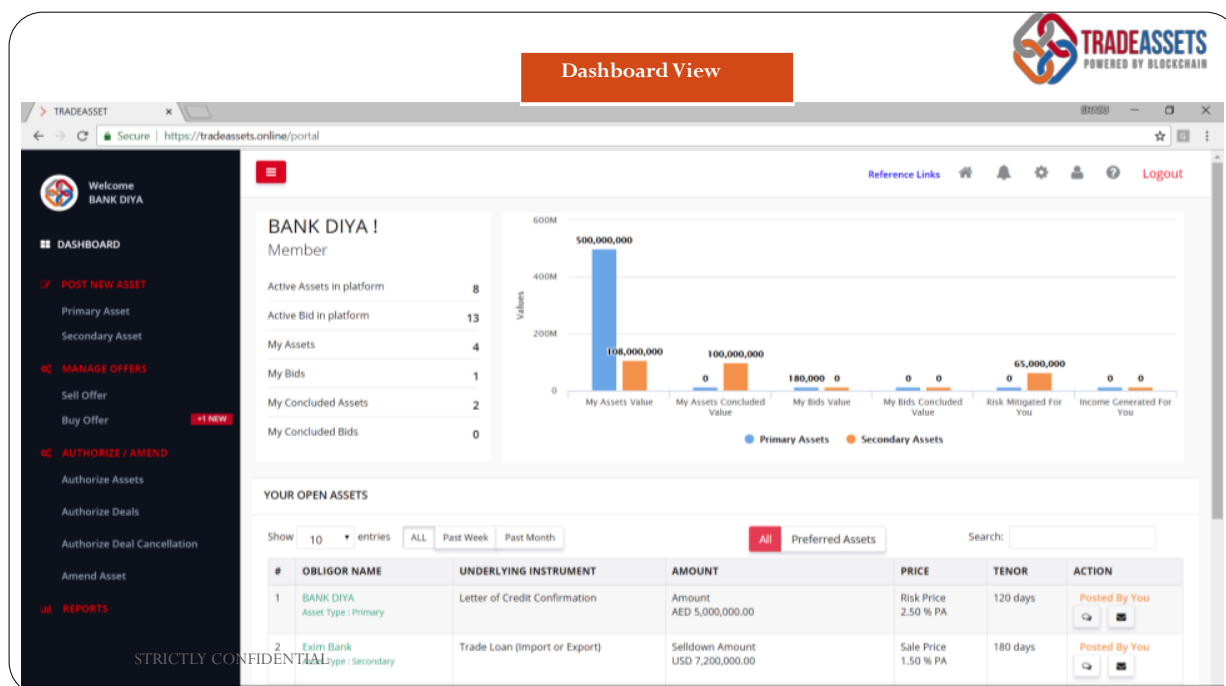 TRADEASSETS
POWERED BY BLOCKCHAIN
Dashboard View
TRADEASSET
Secure | https://tradeassets.online/portal
Welcome
BANK DIYA
Reference Links
Logout
DASHBOARD
POST NEW ASSET
Primary Asset
Secondary Asset
MANAGE OFFERS
Sell Offer
Buy Offer
+1 NEW
AUTHORIZE / AMEND
Authorize Assets
Authorize Deals
Authorize Deal Cancellation
Amend Asset
REPORTS
BANK DIYA !
Member
Active Assets in platform 8
Active Bid in platform 13
My Assets 4
My Bids 1
My Concluded Assets 2
My Concluded Bids 0
600M
400M
200M
0
Values
500,000,000
108,000,000
0
100,000,000
180,000
0
0
0
0
65,000,000
0
0
My Assets Value
My Assets Concluded
Value
My Bids Value
My Bids Concluded
Value
Risk Mitigated For
You
Income Generated For
You
Primary Assets
Secondary Assets
YOUR OPEN ASSETS
Show 10 entries
ALL
Past Week
Past Month
All
Preferred Assets
Search:
# OBLIGOR NAME UNDERLYING INSTRUMENT AMOUNT PRICE TENOR ACTION
1 BANK DIYA Letter of Credit Confirmation Amount Risk Price 120 days Posted By You
Asset Type : Primary AED 5,000,000.00 2.50 % PA
2 Exim Bank Trade Loan (Import or Export) Selldown Amount Sale Price 180 days Posted By You
Asset Type : Secondary USD 7,200,000.00 1.50 % PA
STRICTLY CONFIDENTIAL